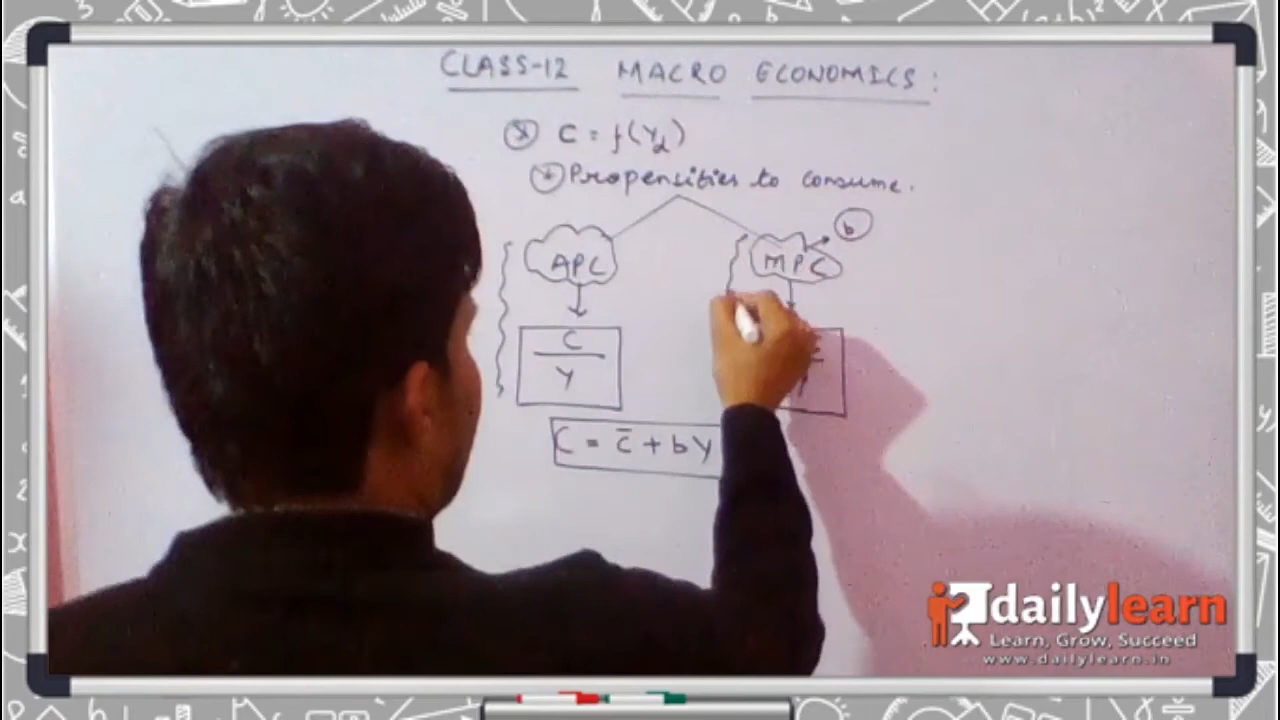 CLASS-12 MACRO ECONOMICS:
C = f(Yd)
Propensities to consume.
b
APC MPC
C
Y
C = c̄ + bY
dailylearn
Learn, Grow, Succeed
www.dailylearn.in